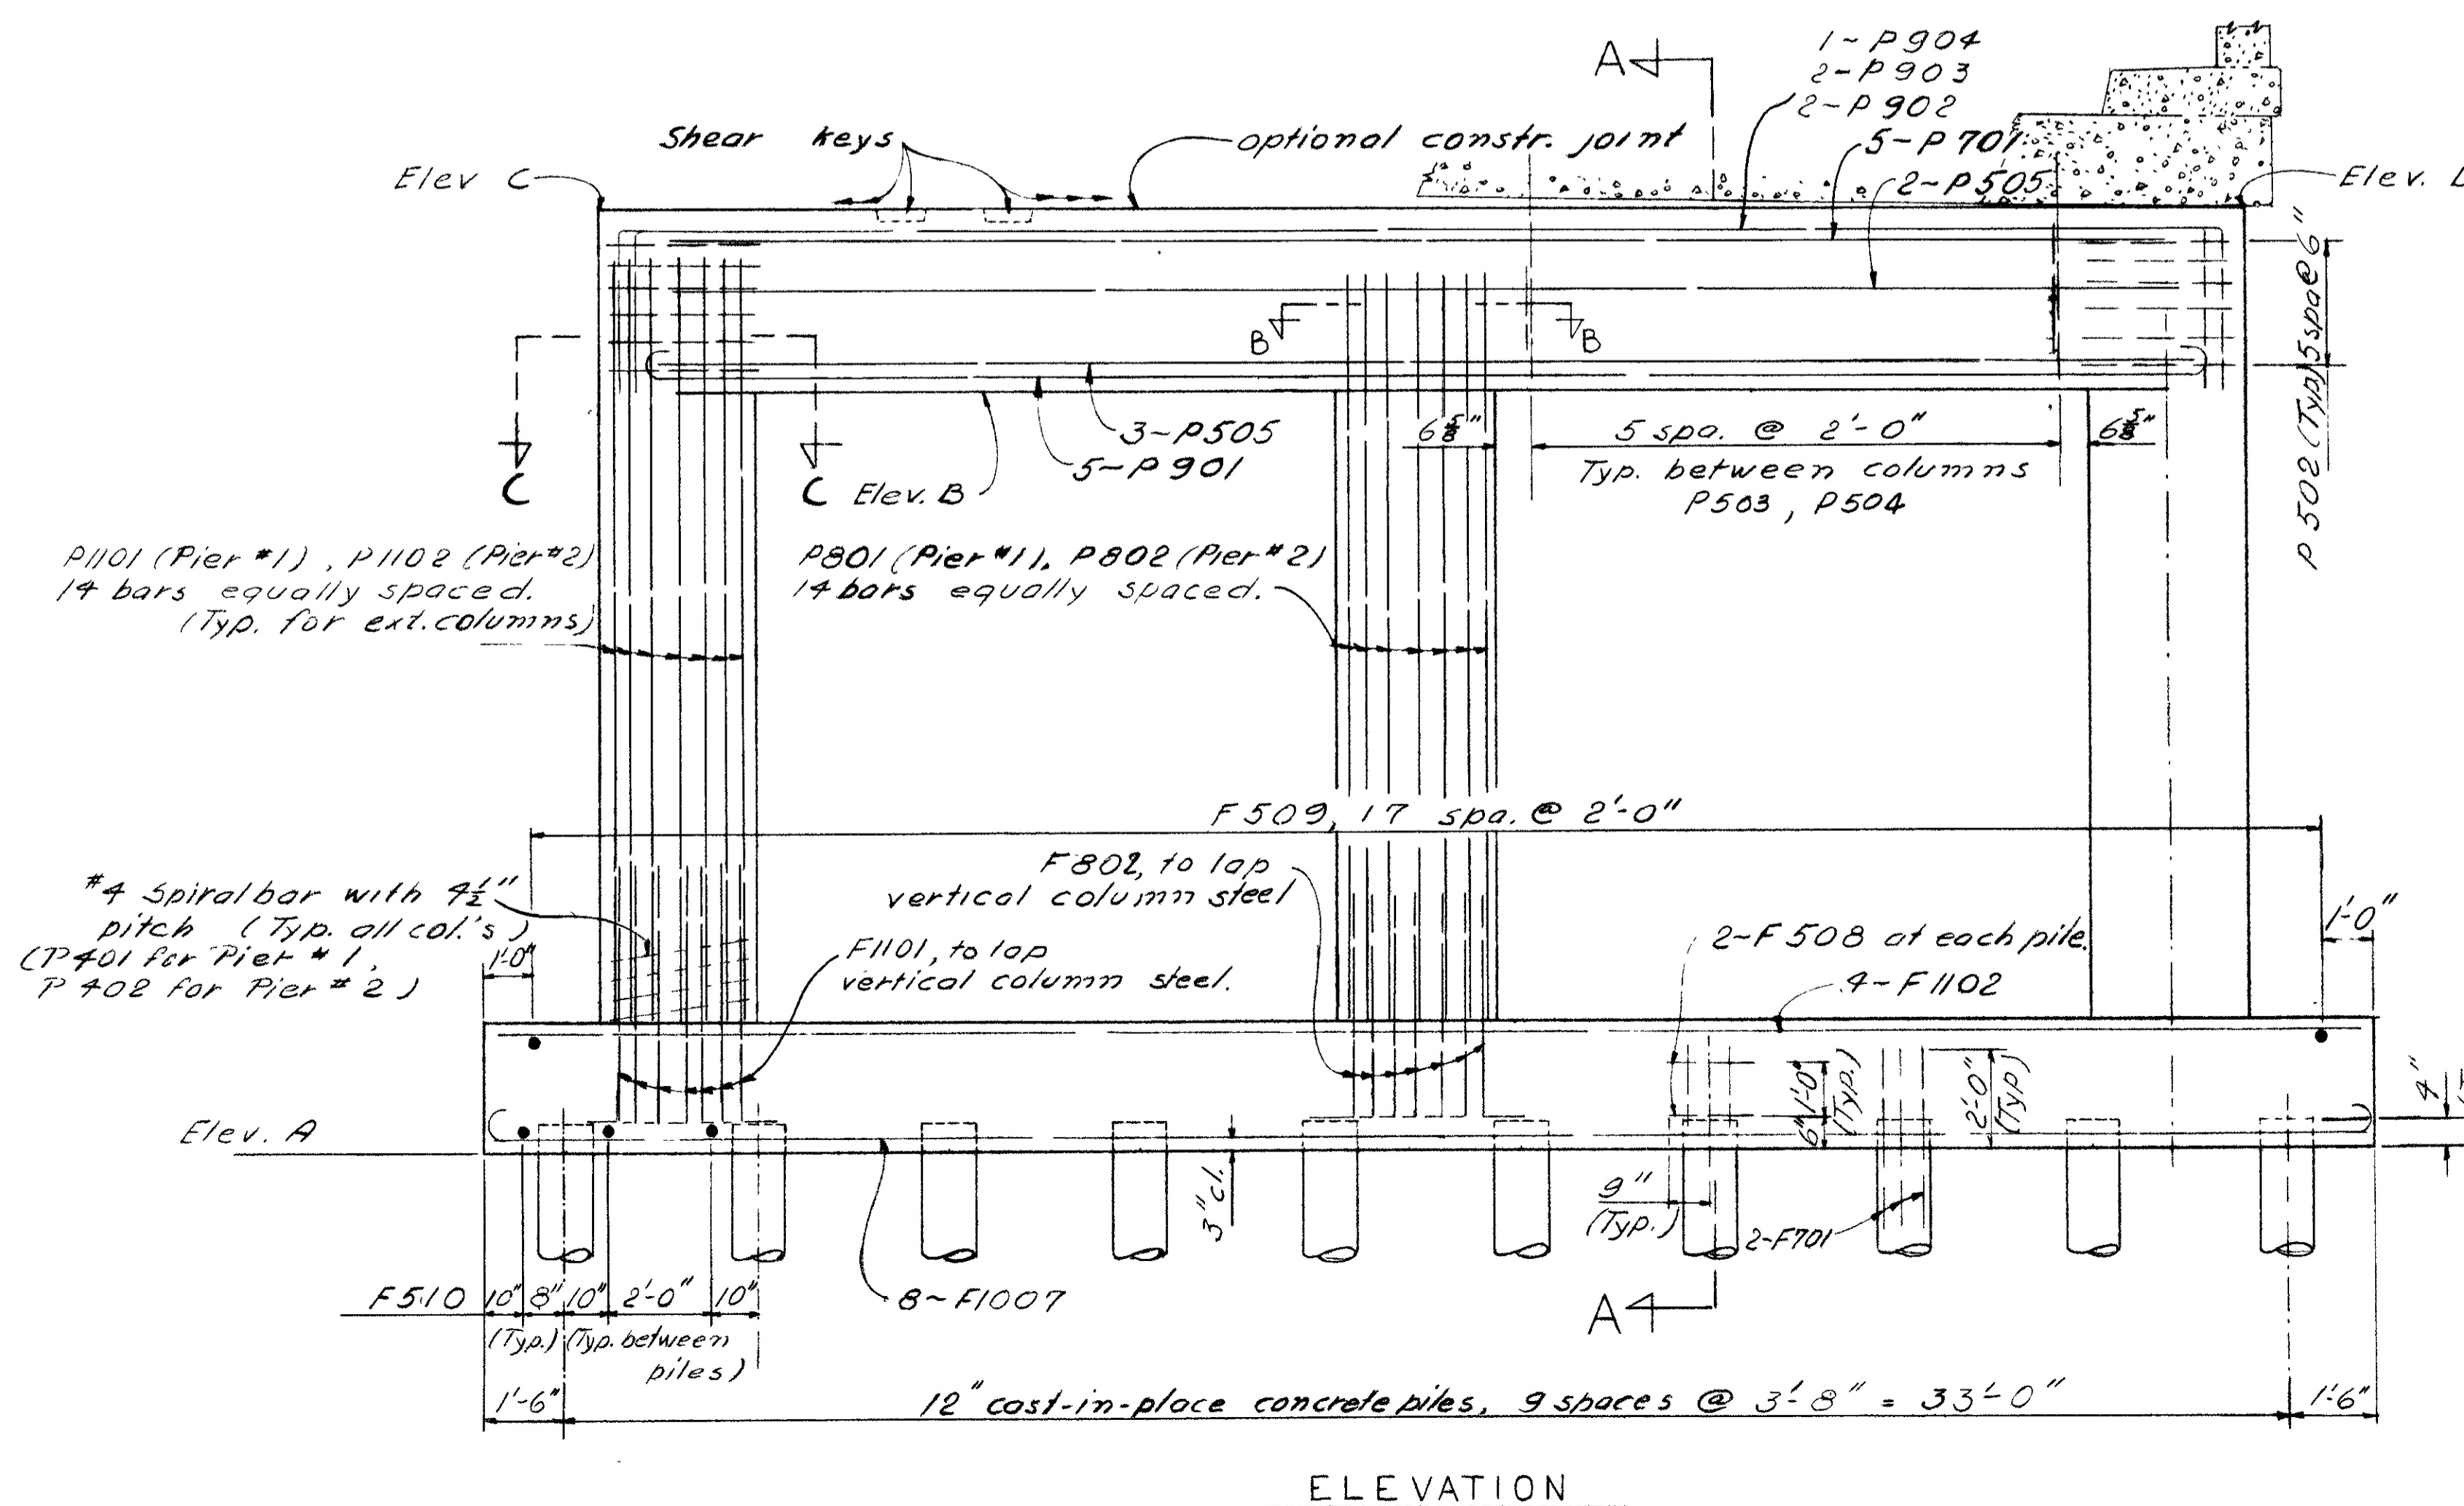 A
1~P904
2-P903
2-P902
5-P701
2-P505
Shear keys
optional constr. joint
Elev C
Elev.
P502 (Typ) 5spa@6"
B
B
3-P505
5-P901
6⅝"
5 spa. @ 2'-0"
6⅝"
Typ. between columns
P503, P504
C
C
Elev. B
P1101 (Pier #1), P1102 (Pier #2)
14 bars equally spaced.
(Typ. for ext. columns)
P801 (Pier #1), P802 (Pier #2)
14 bars equally spaced.
F509, 17 spa. @ 2'-0"
F802, to lap
vertical column steel
#4 Spiral bar with 4½"
pitch (Typ. all col.'s)
(P401 for Pier #1,
P402 for Pier #2)
1'-0"
F1101, to lap
vertical column steel.
2-F508 at each pile.
4-F1102
1'-0"
Elev. A
6"
1'-0"
(Typ.)
2'-0"
(Typ)
4"
3" cl.
9"
(Typ.)
2-F701
F510
10"
8"
10"
2'-0"
10"
(Typ.)
(Typ. between
piles)
8~F1007
A
1'-6"
12" cast-in-place concrete piles, 9 spaces @ 3'-8" = 33'-0"
1'-6"
ELEVATION